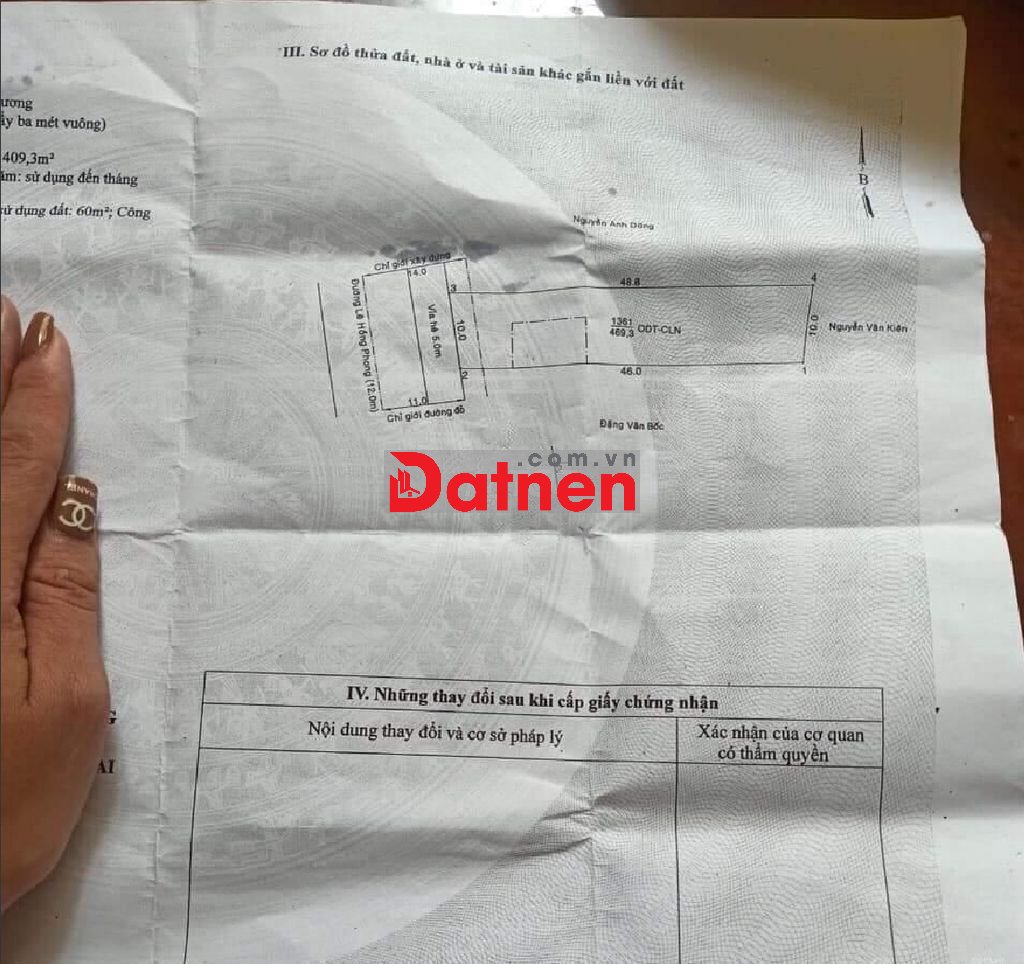 III. Sơ đồ thửa đất, nhà ở và tài sản khác gắn liền với đất
ương
ẩy ba mét vuông)
409,3m²
ăm: sử dụng đến tháng
sử dụng đất: 60m²; Công
B
Nguyễn Anh Dũng
Chỉ giới xây dựng
14.0
3
48.8
4
Đường Lê Hồng Phong (12.0m)
Vỉa hè 5.0m
10.0
1361
469,3
ODT-CLN
10.0
Nguyễn Văn Kiên
2
46.0
1
11.0
Chỉ giới đường đỏ
Đặng Văn Bốc
.com.vn
Datnen
CHANEL
G
AI
IV. Những thay đổi sau khi cấp giấy chứng nhận
Nội dung thay đổi và cơ sở pháp lý
Xác nhận của cơ quan
có thẩm quyền